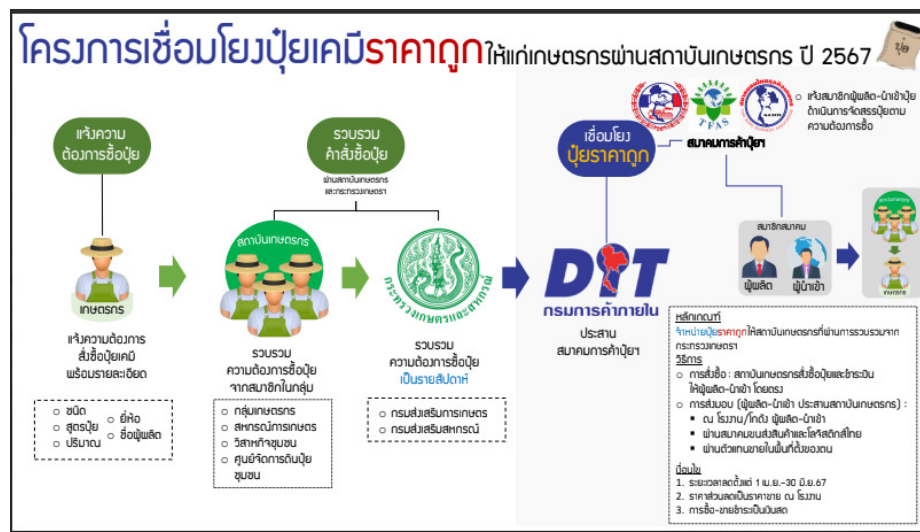 โครงการเชื่อมโยงปุ๋ยเคมีราคาถูกให้แก่เกษตรกรผ่านสถาบันเกษตรกร ปี 2567
ปุ๋ย
แจ้งความ
ต้องการซื้อปุ๋ย
เกษตรกร
แจ้งความต้องการ
สั่งซื้อปุ๋ยเคมี
พร้อมรายละเอียด
○ ชนิด
○ สูตรปุ๋ย
○ ปริมาณ
○ ยี่ห้อ
○ ชื่อผู้ผลิต
รวบรวม
คำสั่งซื้อปุ๋ย
ผ่านสถาบันเกษตรกร
และกระทรวงเกษตรฯ
สถาบันเกษตรกร
รวบรวม
ความต้องการซื้อปุ๋ย
จากสมาชิกในกลุ่ม
○ กลุ่มเกษตรกร
○ สหกรณ์การเกษตร
○ วิสาหกิจชุมชน
○ ศูนย์จัดการดินปุ๋ย
ชุมชน
กระทรวงเกษตรและสหกรณ์
รวบรวม
ความต้องการซื้อปุ๋ย
เป็นรายสัปดาห์
○ กรมส่งเสริมการเกษตร
○ กรมส่งเสริมสหกรณ์
เชื่อมโยง
ปุ๋ยราคาถูก
DIT
กรมการค้าภายใน
ประสาน
สมาคมการค้าปุ๋ยฯ
TFAS
สมาคมการค้าปุ๋ยฯ
○ แจ้งสมาชิกผู้ผลิต-นำเข้าปุ๋ย
ดำเนินการจัดสรรปุ๋ยตาม
ความต้องการซื้อ
สมาชิกสมาคม
ผู้ผลิต
ผู้นำเข้า
สถาบันเกษตรกร
เกษตรกร
หลักเกณฑ์
จำหน่ายปุ๋ยราคาถูกให้สถาบันเกษตรกรที่ผ่านการรวบรวมจาก
กระทรวงเกษตรฯ
วิธีการ
○ การสั่งซื้อ : สถาบันเกษตรกรสั่งซื้อปุ๋ยและชำระเงิน
ให้ผู้ผลิต-นำเข้า โดยตรง
○ การส่งมอบ (ผู้ผลิต-นำเข้า ประสานสถาบันเกษตรกร) :
▪ ณ โรงงาน/โกดัง ผู้ผลิต-นำเข้า
▪ ผ่านสมาคมขนส่งสินค้าและโลจิสติกส์ไทย
▪ ผ่านตัวแทนขายในพื้นที่ตั้งของตน
เงื่อนไข
1. ระยะเวลาลดตั้งแต่ 1 เม.ย.-30 มิ.ย.67
2. ราคาส่วนลดเป็นราคาขาย ณ โรงงาน
3. การซื้อ-ขายชำระเป็นเงินสด